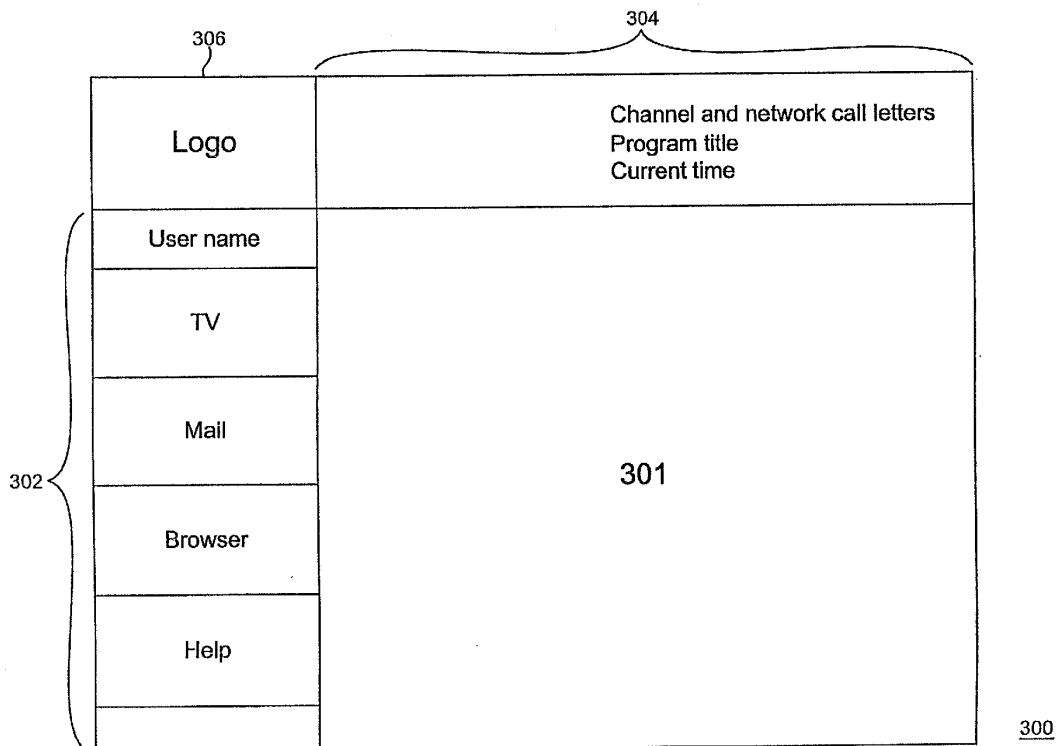 304
306
Logo
Channel and network call letters
Program title
Current time
User name
TV
Mail
302
301
Browser
Help
300